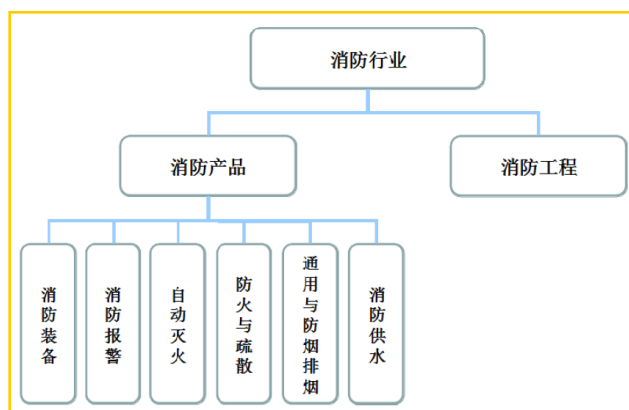 消防行业
消防产品
消防工程
消防装备
消防报警
自动灭火
防火与疏散
通用与防烟排烟
消防供水